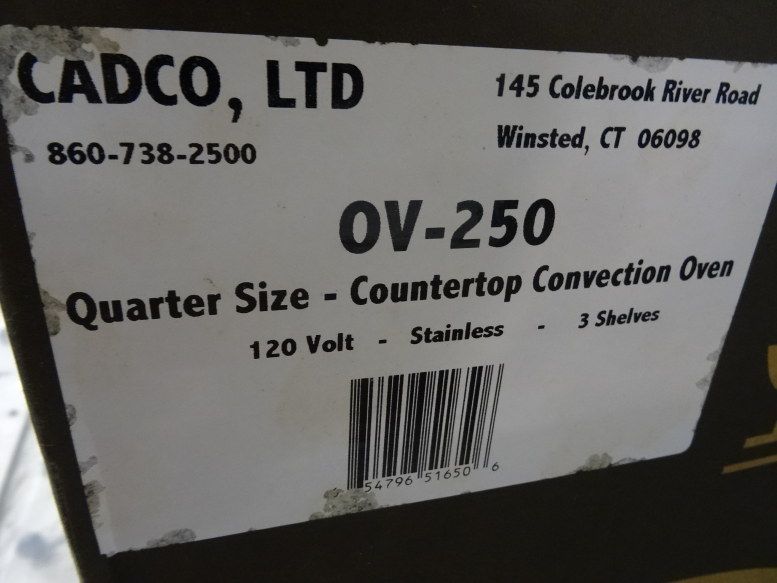 CADCO, LTD
860-738-2500
145 Colebrook River Road
Winsted, CT 06098
OV-250
Quarter Size - Countertop Convection Oven
120 Volt - Stainless - 3 Shelves
54796 51650 6